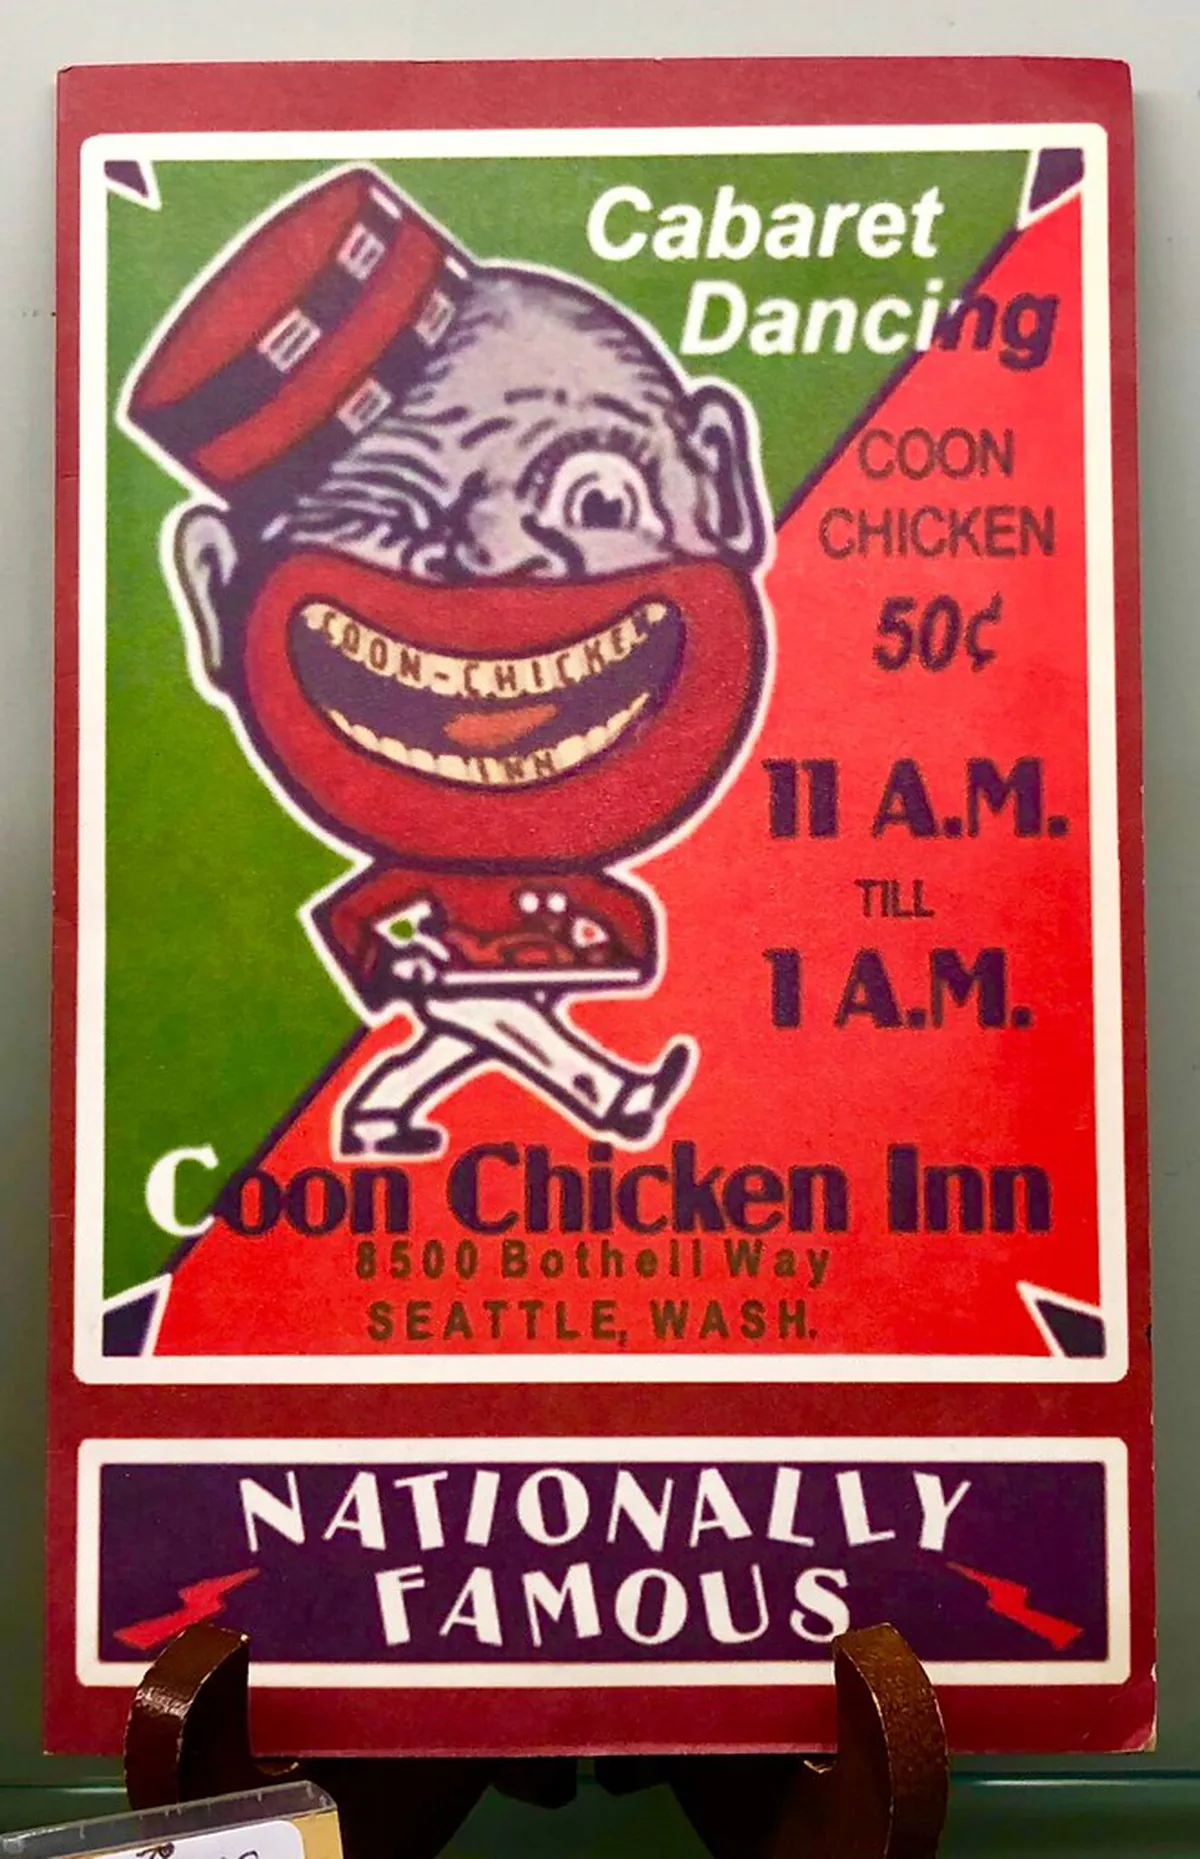 Cabaret
Dancing
COON
CHICKEN
50¢
COON-CHICKEN
INN
11 A.M.
TILL
1 A.M.
Coon Chicken Inn
8500 Bothell Way
SEATTLE, WASH.
NATIONALLY
FAMOUS